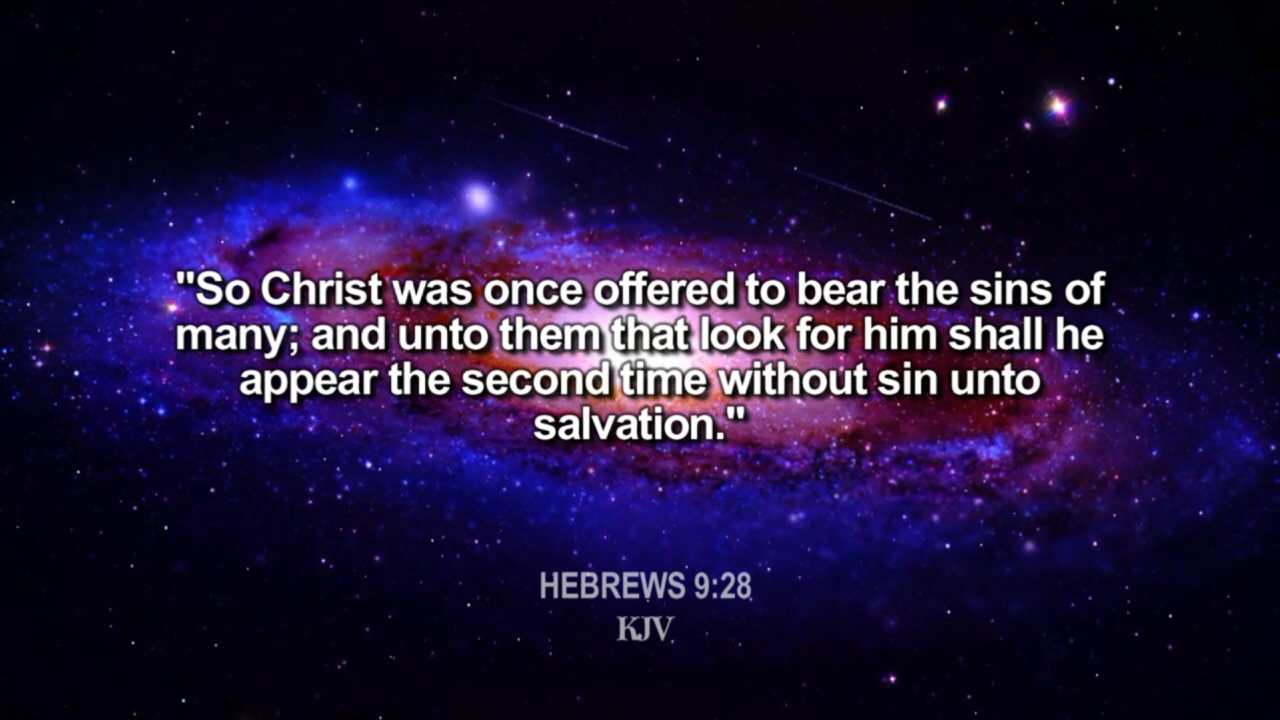 "So Christ was once offered to bear the sins of
many; and unto them that look for him shall he
appear the second time without sin unto
salvation."
HEBREWS 9:28
KJV